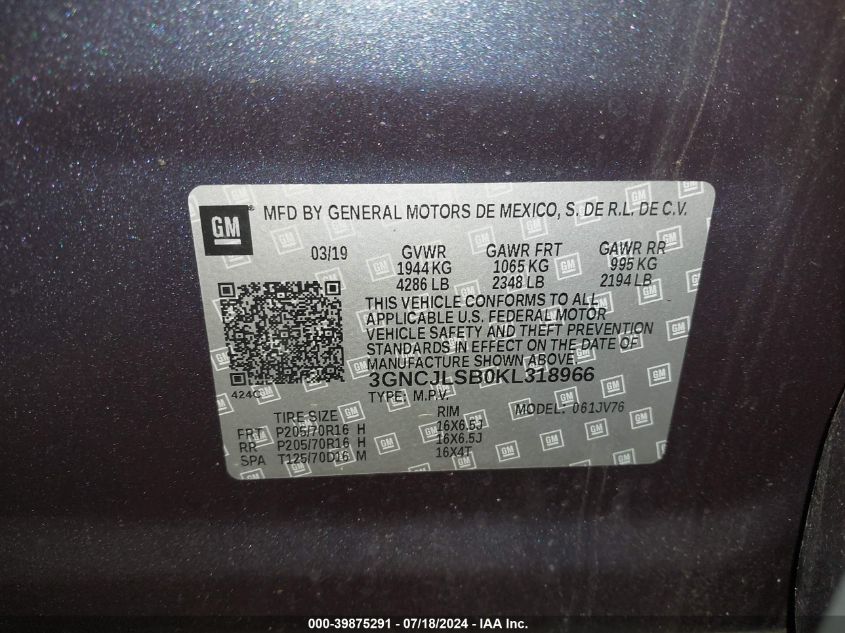 GM ® MFD BY GENERAL MOTORS DE MEXICO, S. DE R.L. DE C.V.
03/19 GVWR GAWR FRT GAWR RR
1944 KG 1065 KG 995 KG
4286 LB 2348 LB 2194 LB
THIS VEHICLE CONFORMS TO ALL
APPLICABLE U.S. FEDERAL MOTOR
VEHICLE SAFETY AND THEFT PREVENTION
STANDARDS IN EFFECT ON THE DATE OF
MANUFACTURE SHOWN ABOVE.
3GNCJLSB0KL318966
424C
TYPE: M.P.V. MODEL: 061JV76
TIRE SIZE RIM
FRT P205/70R16 H 16X6.5J
RR P205/70R16 H 16X6.5J
SPA T125/70D16 M 16X4T
000-39875291 - 07/18/2024 - IAA Inc.